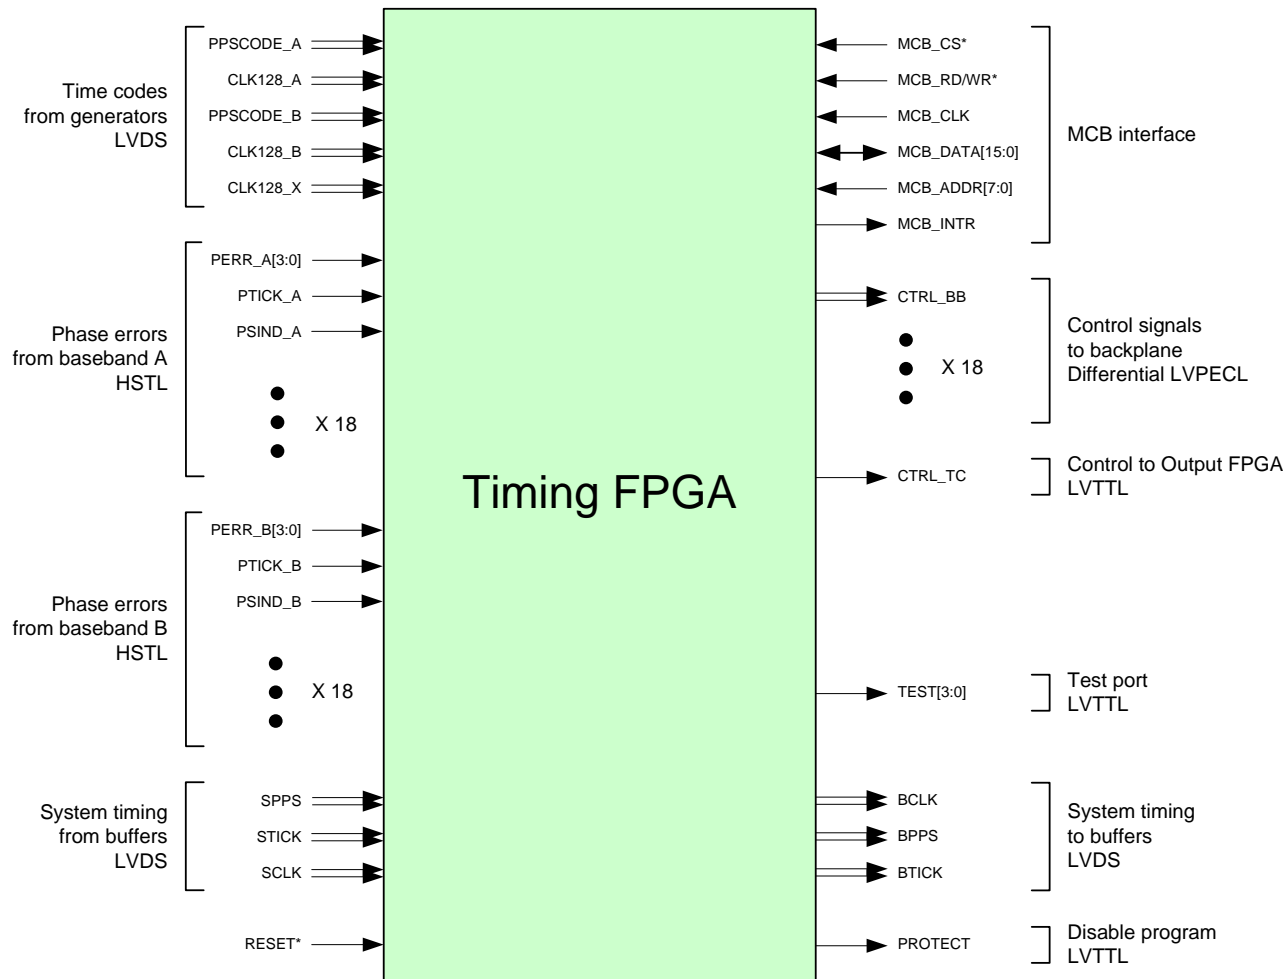 PPSCODE_A
CLK128_A
PPSCODE_B
CLK128_B
CLK128_X
Time codes
from generators
LVDS
PERR_A[3:0]
PTICK_A
PSIND_A
X 18
Phase errors
from baseband A
HSTL
PERR_B[3:0]
PTICK_B
PSIND_B
X 18
Phase errors
from baseband B
HSTL
SPPS
STICK
SCLK
System timing
from buffers
LVDS
RESET*
Timing FPGA
MCB_CS*
MCB_RD/WR*
MCB_CLK
MCB_DATA[15:0]
MCB_ADDR[7:0]
MCB_INTR
MCB interface
CTRL_BB
X 18
Control signals
to backplane
Differential LVPECL
CTRL_TC
Control to Output FPGA
LVTTL
TEST[3:0]
Test port
LVTTL
BCLK
BPPS
BTICK
System timing
to buffers
LVDS
PROTECT
Disable program
LVTTL